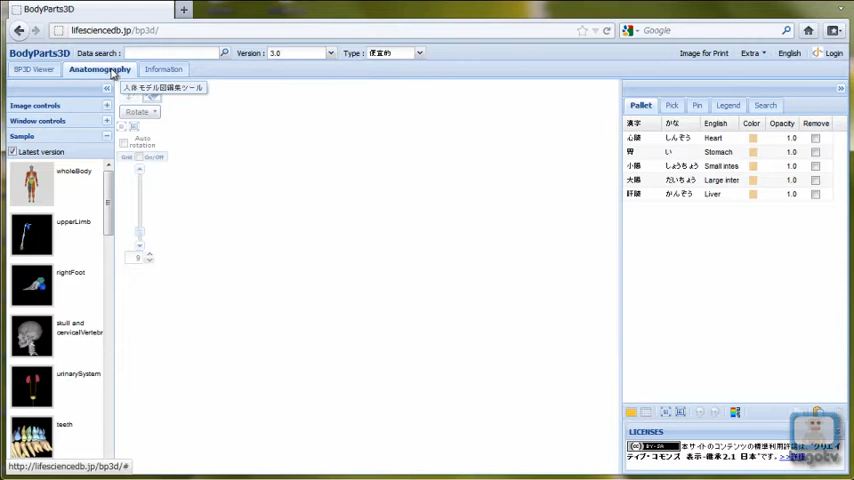 BodyParts3D
lifesciencedb.jp/bp3d/
Google
BodyParts3D Data search : Version : 3.0 Type : 便宜的 Image for Print Extra English Login
BP3D Viewer Anatomography Information
人体モデル図編集ツール
Image controls
Window controls
Sample
Latest version
wholeBody
upperLimb
rightFoot
skull and
cervicalVertebr
urinarySystem
teeth
Rotate
Auto
rotation
Grid On/Off
9
Pallet Pick Pin Legend Search
漢字 かな English Color Opacity Remove
心臓 しんぞう Heart 1.0
胃 い Stomach 1.0
小腸 しょうちょう Small intes 1.0
大腸 だいちょう Large inter 1.0
肝臓 かんぞう Liver 1.0
LICENSES
BY-SA 本サイトのコンテンツの標準利用許諾は、クリエイ
ティブ・コモンズ 表示-継承2.1 日本です。
http://lifesciencedb.jp/bp3d/#